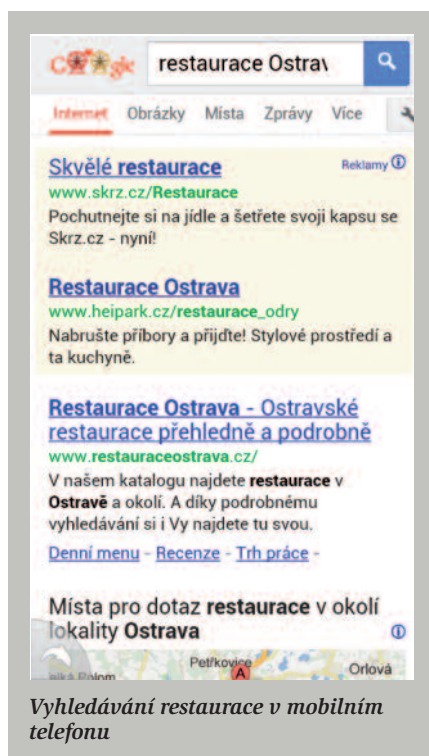 restaurace Ostrav
Internet Obrázky Místa Zprávy Více
Skvělé restaurace Reklamy
www.skrz.cz/Restaurace
Pochutnejte si na jídle a šetřete svoji kapsu se
Skrz.cz - nyní!
Restaurace Ostrava
www.heipark.cz/restaurace_odry
Nabrušte příbory a přijďte! Stylové prostředí a
ta kuchyně.
Restaurace Ostrava - Ostravské
restaurace přehledně a podrobně
www.restauraceostrava.cz/
V našem katalogu najdete restaurace v
Ostravě a okolí. A díky podrobnému
vyhledávání si i Vy najdete tu svou.
Denní menu - Recenze - Trh práce -
Místa pro dotaz restaurace v okolí
lokality Ostrava
Petřkovice
A
Orlová
Polom
Vyhledávání restaurace v mobilním
telefonu